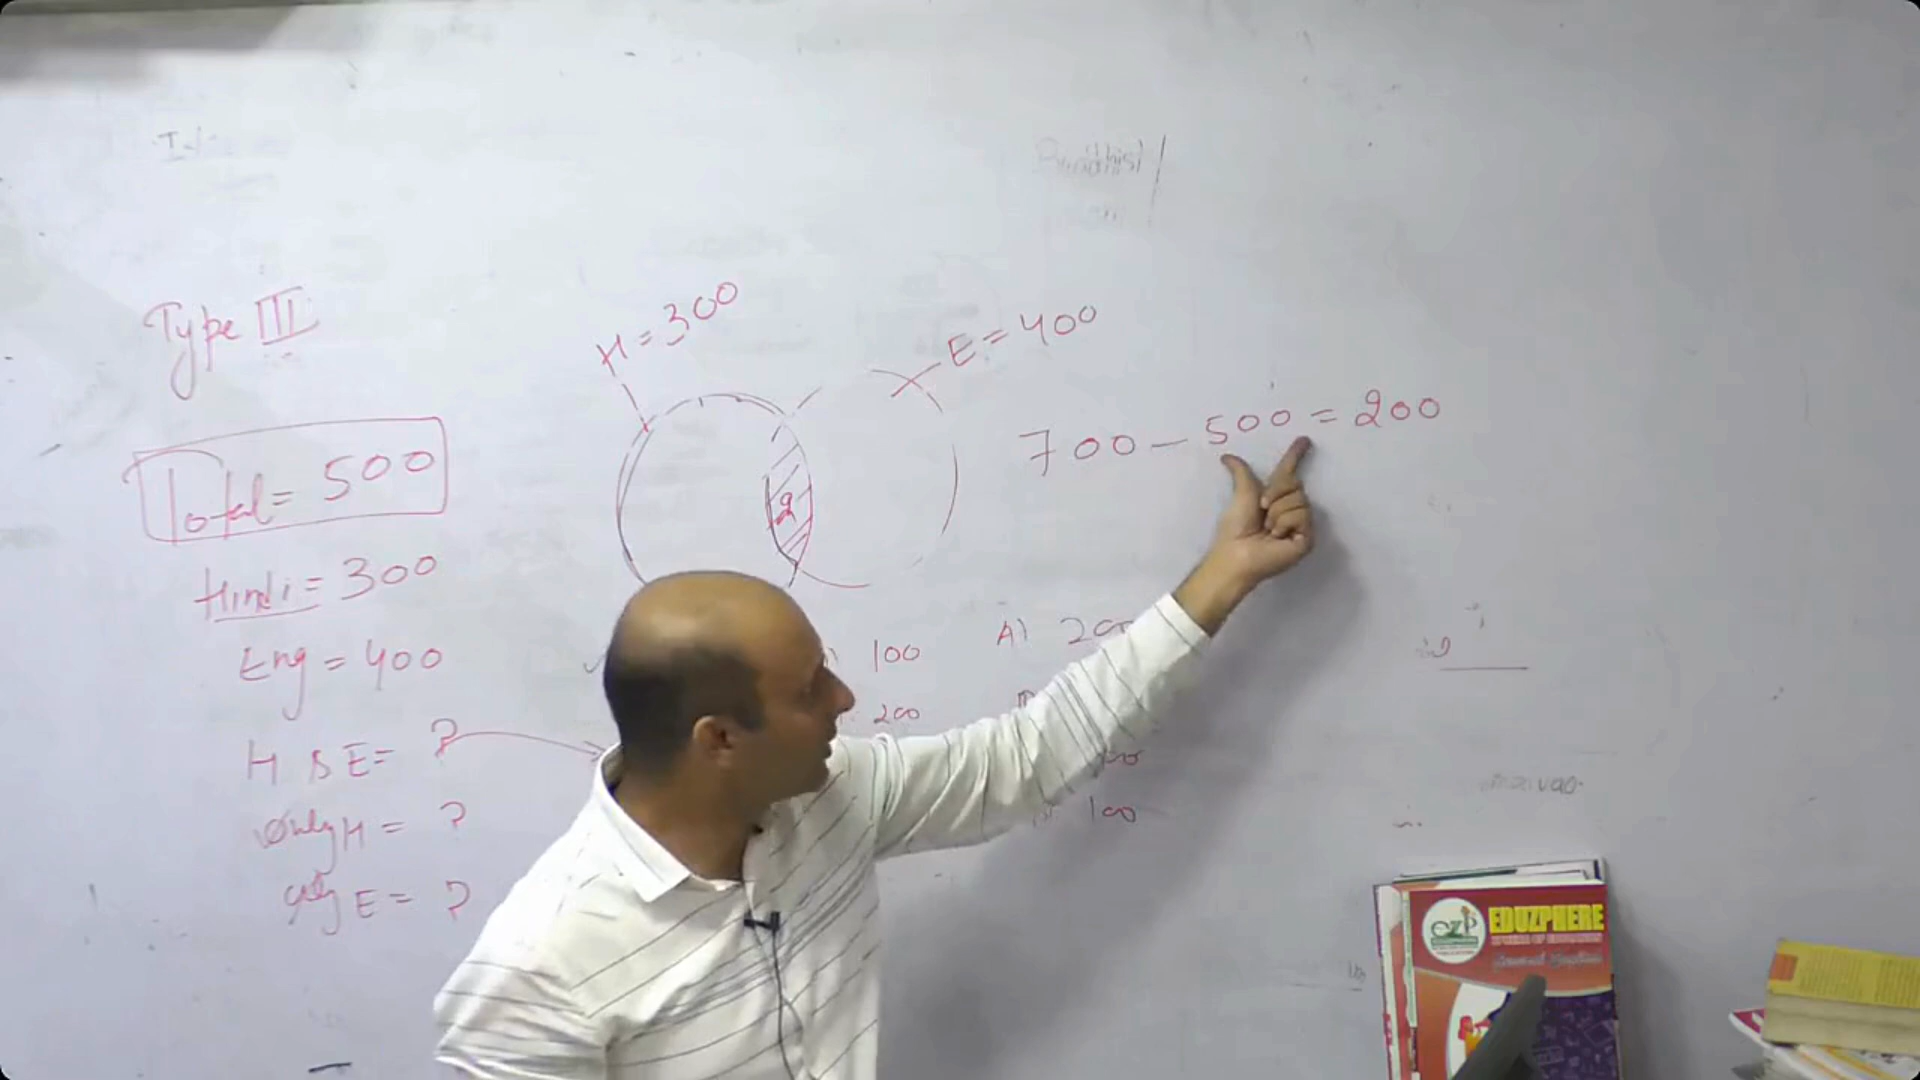 Type III
Total = 500
Hindi = 300
Eng = 400
H & E = ?
Only H = ?
only E = ?
H = 300
E = 400
?
700 - 500 = 200
100
200
A) 200
100
ezp
EDUZPHERE